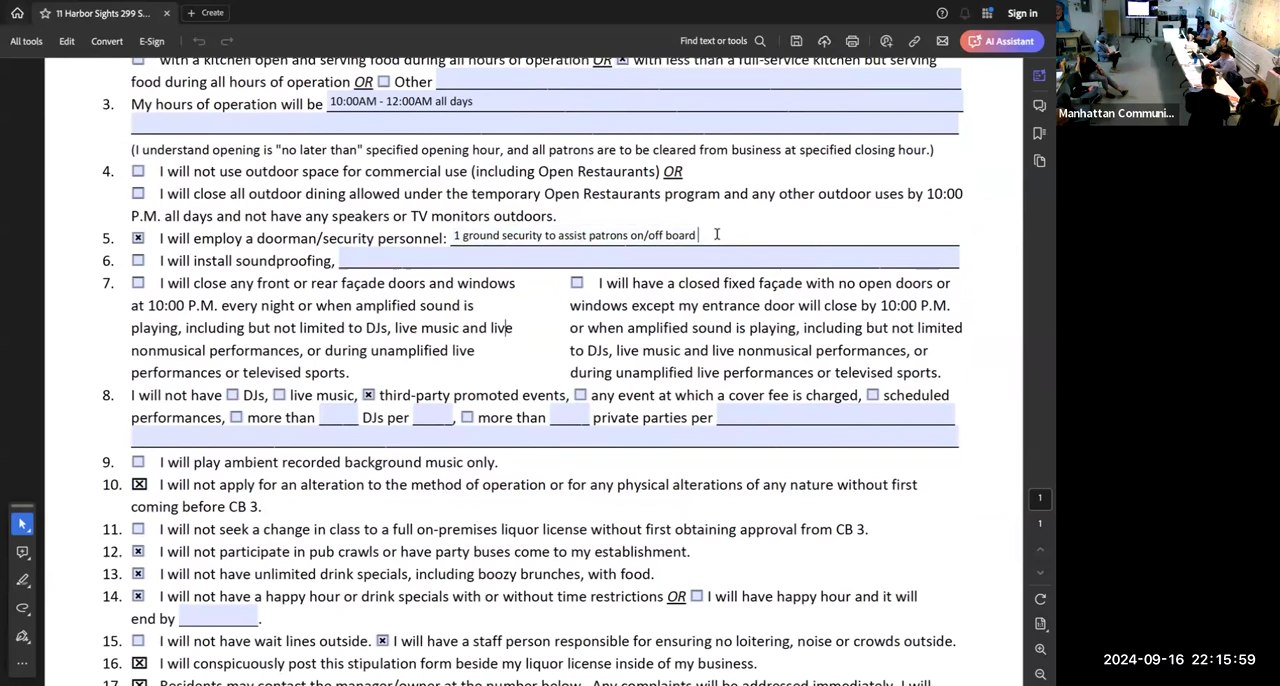 11 Harbor Sights 299 S...
Create
Sign in
All tools
Edit
Convert
E-Sign
Find text or tools
AI Assistant
with a kitchen open and serving food during all hours of operation OR with less than a full-service kitchen but serving
food during all hours of operation OR Other
3. My hours of operation will be 10:00AM - 12:00AM all days
(I understand opening is "no later than" specified opening hour, and all patrons are to be cleared from business at specified closing hour.)
4. I will not use outdoor space for commercial use (including Open Restaurants) OR
I will close all outdoor dining allowed under the temporary Open Restaurants program and any other outdoor uses by 10:00
P.M. all days and not have any speakers or TV monitors outdoors.
5. I will employ a doorman/security personnel: 1 ground security to assist patrons on/off board
6. I will install soundproofing,
7. I will close any front or rear façade doors and windows
at 10:00 P.M. every night or when amplified sound is
playing, including but not limited to DJs, live music and live
nonmusical performances, or during unamplified live
performances or televised sports.
I will have a closed fixed façade with no open doors or
windows except my entrance door will close by 10:00 P.M.
or when amplified sound is playing, including but not limited
to DJs, live music and live nonmusical performances, or
during unamplified live performances or televised sports.
8. I will not have DJs, live music, third-party promoted events, any event at which a cover fee is charged, scheduled
performances, more than DJs per , more than private parties per
9. I will play ambient recorded background music only.
10. I will not apply for an alteration to the method of operation or for any physical alterations of any nature without first
coming before CB 3.
11. I will not seek a change in class to a full on-premises liquor license without first obtaining approval from CB 3.
12. I will not participate in pub crawls or have party buses come to my establishment.
13. I will not have unlimited drink specials, including boozy brunches, with food.
14. I will not have a happy hour or drink specials with or without time restrictions OR I will have happy hour and it will
end by .
15. I will not have wait lines outside. I will have a staff person responsible for ensuring no loitering, noise or crowds outside.
16. I will conspicuously post this stipulation form beside my liquor license inside of my business.
17. Residents may contact the manager/owner at the number below. Any complaints will be addressed immediately. I will
1
1
Manhattan Communi...
2024-09-16 22:15:59